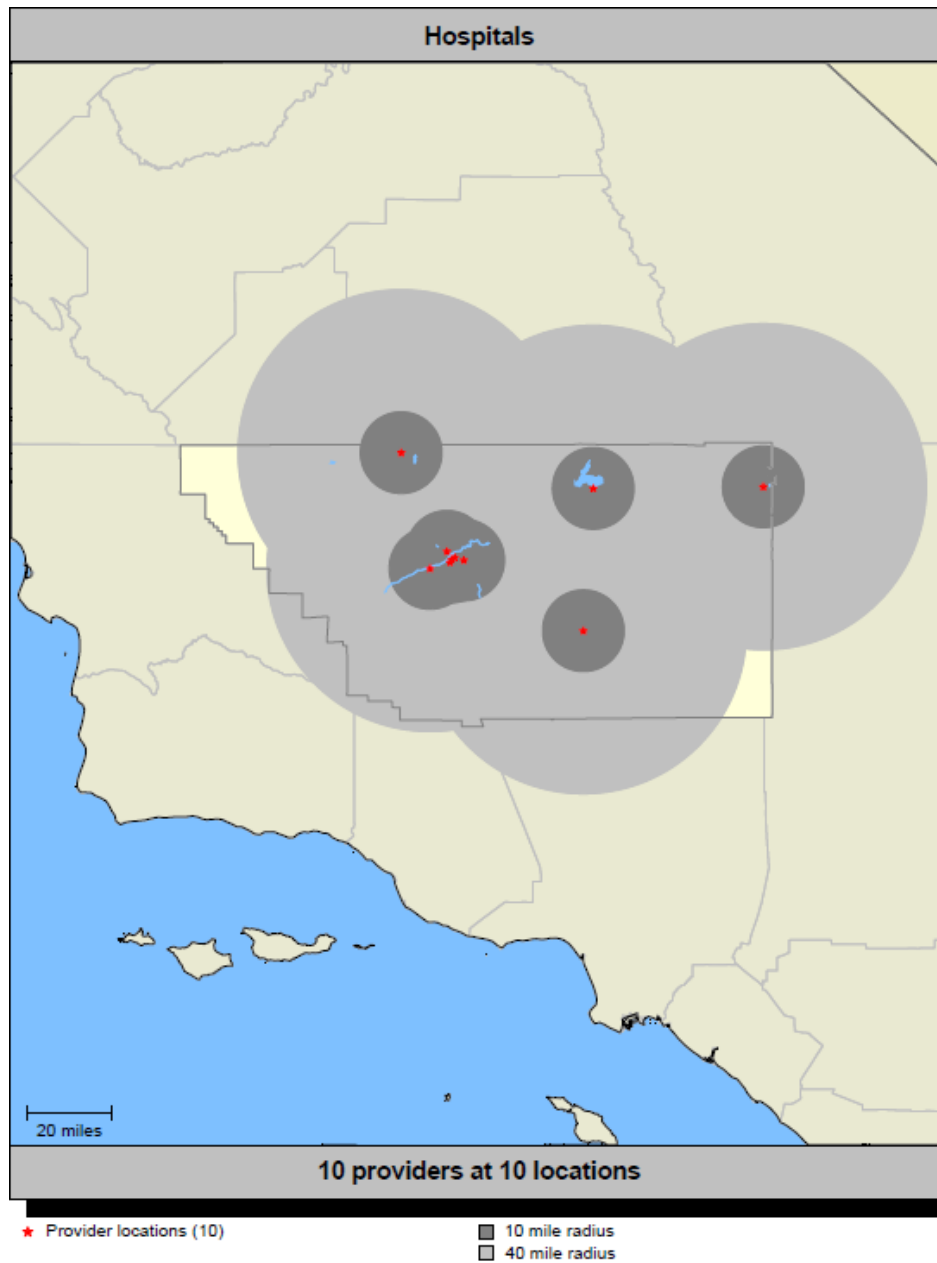 Hospitals
20 miles
10 providers at 10 locations
Provider locations (10)
10 mile radius
40 mile radius